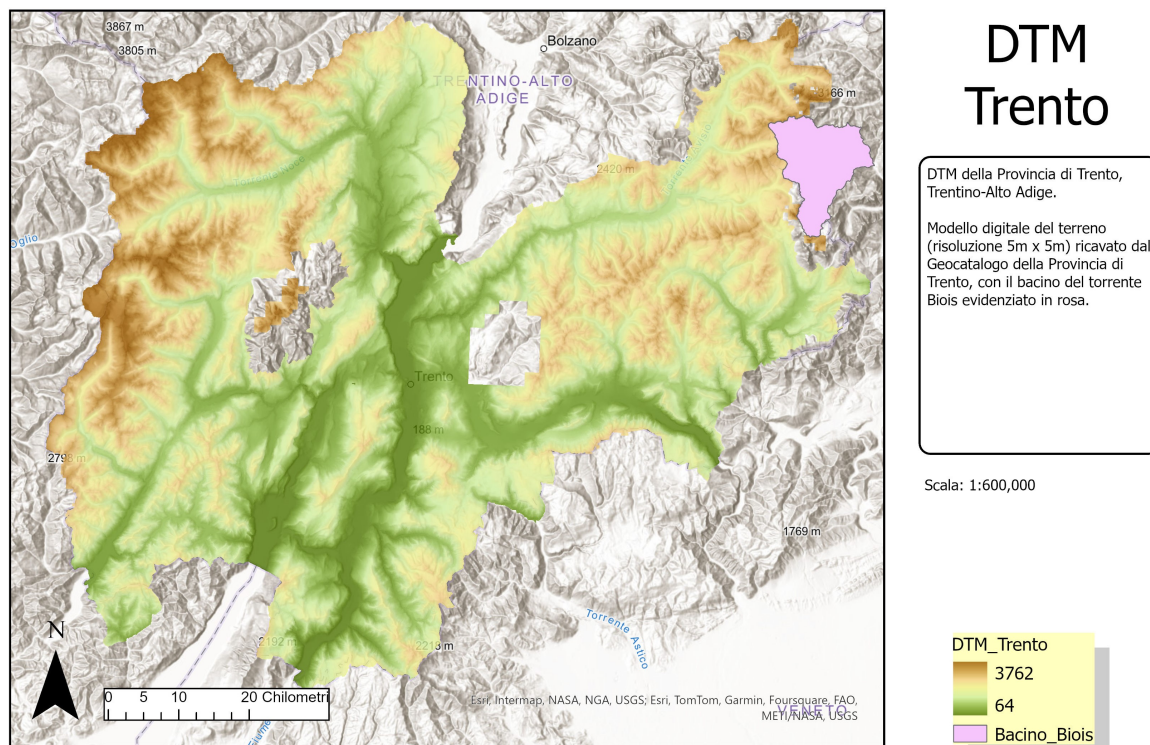 3867 m
3805 m
Bolzano
TRENTINO-ALTO
ADIGE
2420 m
Oglio
Trento
188 m
1769 m
Torrente Astico
N
0 5 10 20 Chilometri
Esri, Intermap, NASA, NGA, USGS; Esri, TomTom, Garmin, Foursquare, FAO,
METI/NASA, USGS
VENETO
DTM
Trento
DTM della Provincia di Trento,
Trentino-Alto Adige.
Modello digitale del terreno
(risoluzione 5m x 5m) ricavato dal
Geocatalogo della Provincia di
Trento, con il bacino del torrente
Biois evidenziato in rosa.
Scala: 1:600,000
DTM_Trento
3762
64
Bacino_Biois